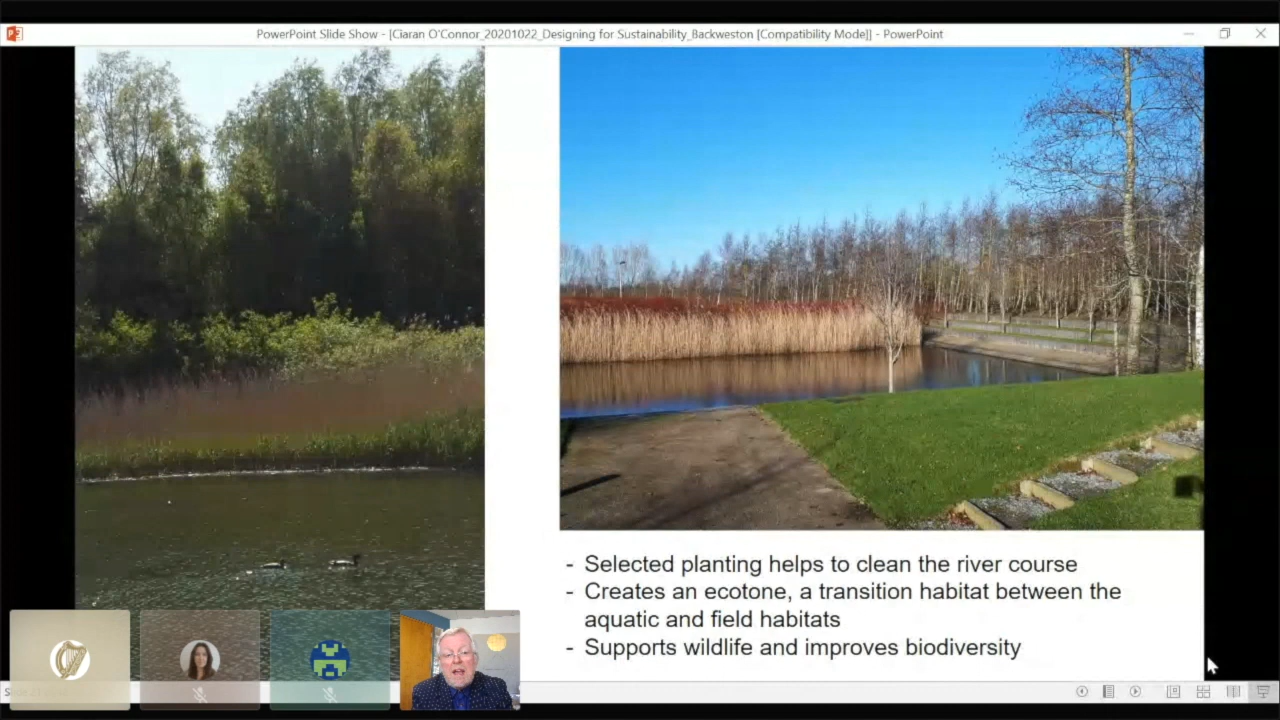 PowerPoint Slide Show - [Ciaran O'Connor_20201022_Designing for Sustainability_Backweston [Compatibility Mode]] - PowerPoint
- Selected planting helps to clean the river course
- Creates an ecotone, a transition habitat between the
aquatic and field habitats
- Supports wildlife and improves biodiversity